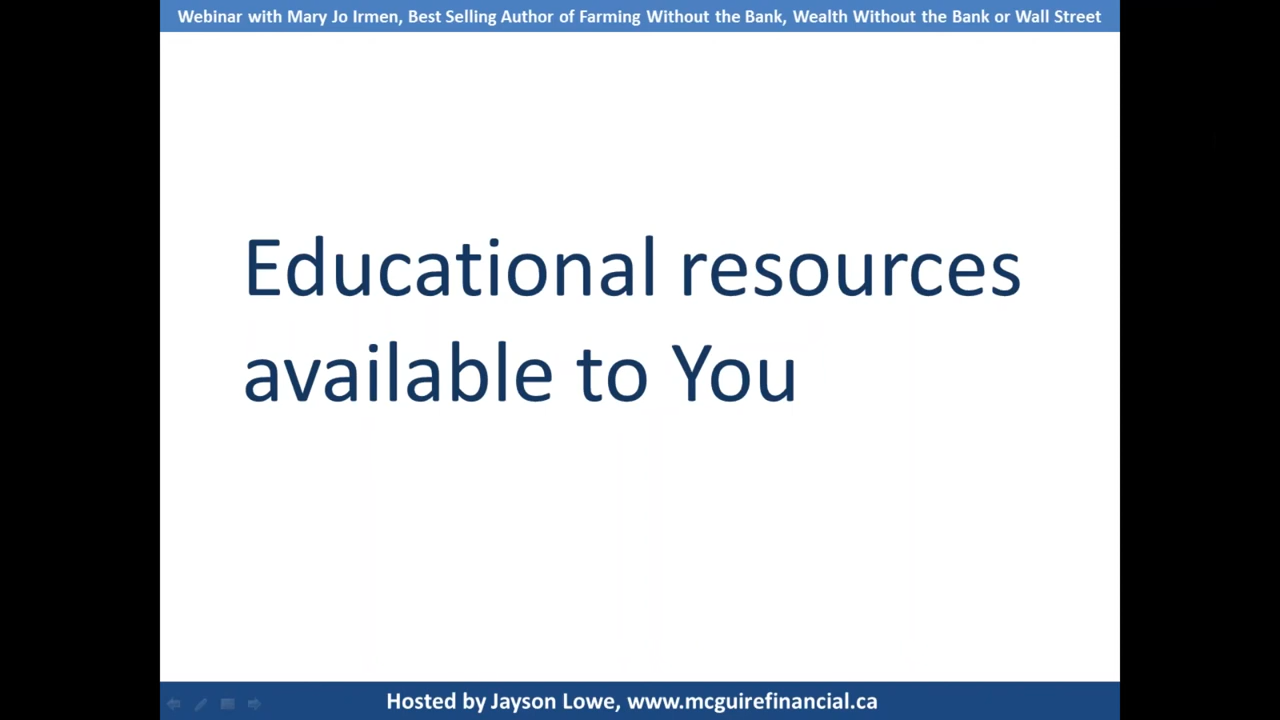 Webinar with Mary Jo Irmen, Best Selling Author of Farming Without the Bank, Wealth Without the Bank or Wall Street
Educational resources
available to You
Hosted by Jayson Lowe, www.mcguirefinancial.ca